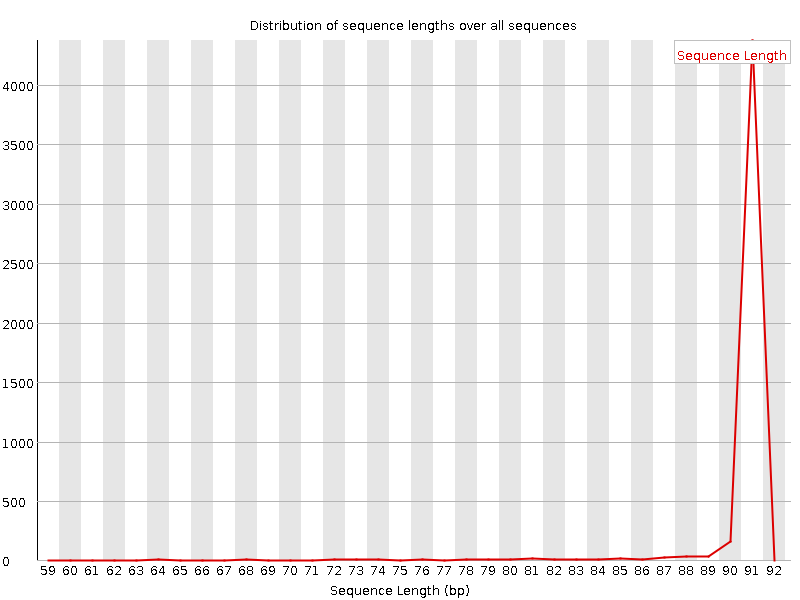 Distribution of sequence lengths over all sequences
Sequence Length
4000
3500
3000
2500
2000
1500
1000
500
0
59 60 61 62 63 64 65 66 67 68 69 70 71 72 73 74 75 76 77 78 79 80 81 82 83 84 85 86 87 88 89 90 91 92
Sequence Length (bp)